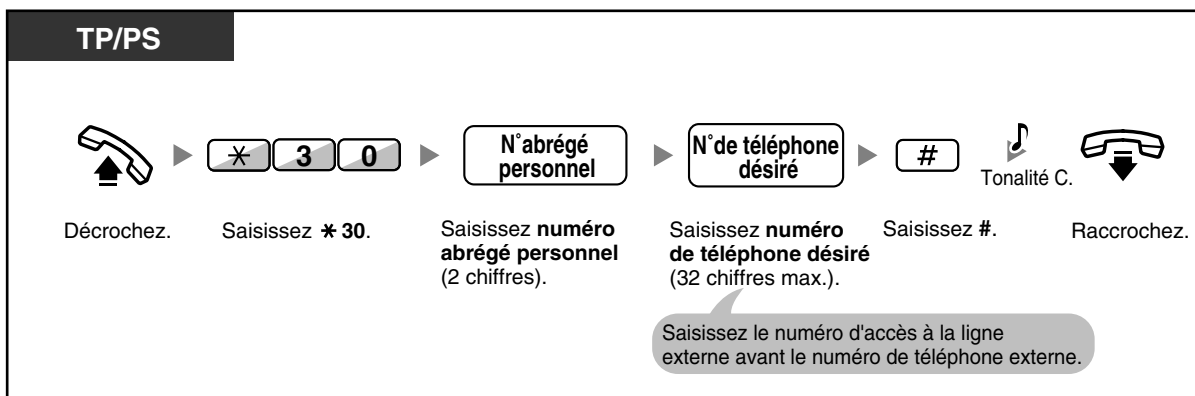 TP/PS
* 3 0
N°abrégé
personnel
N°de téléphone
désiré
#
Tonalité C.
Décrochez.
Saisissez * 30.
Saisissez numéro
abrégé personnel
(2 chiffres).
Saisissez numéro
de téléphone désiré
(32 chiffres max.).
Saisissez #.
Raccrochez.
Saisissez le numéro d'accès à la ligne
externe avant le numéro de téléphone externe.